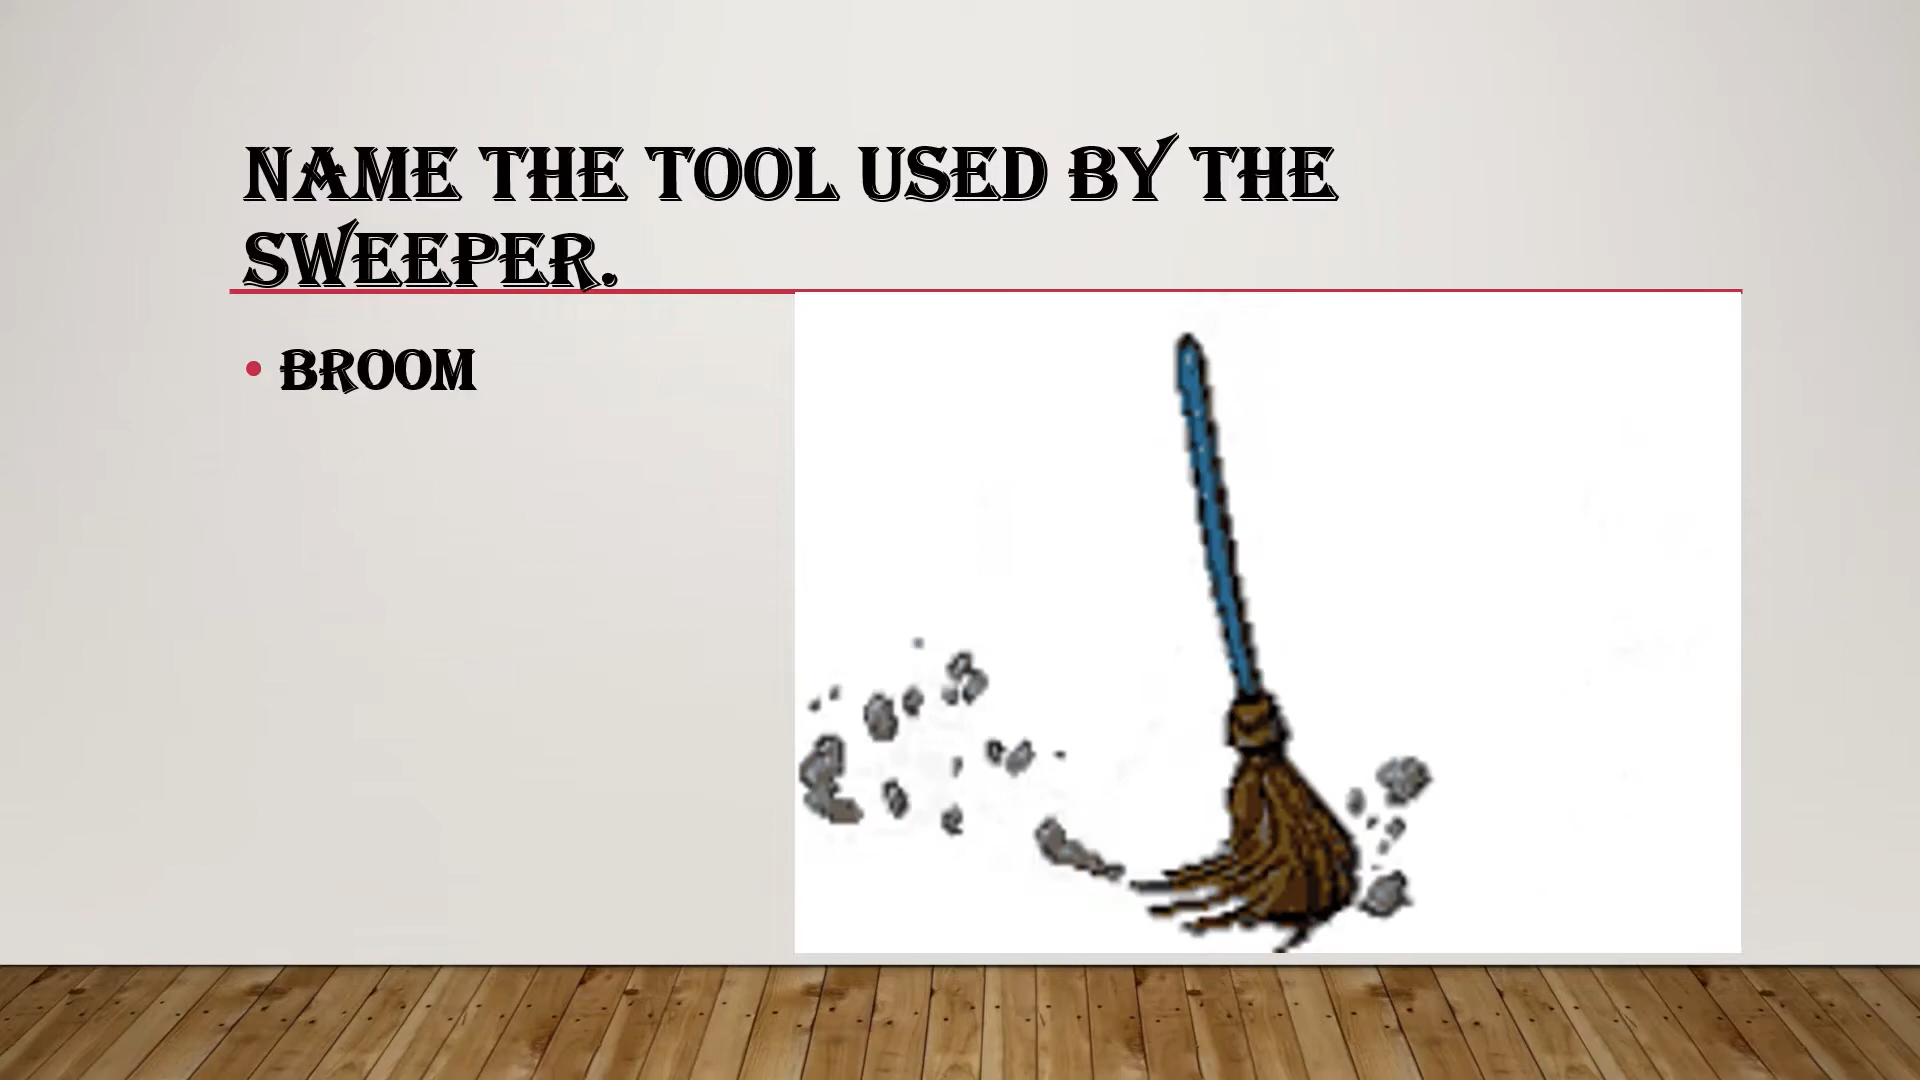 NAME THE TOOL USED BY THE
SWEEPER.
• BROOM